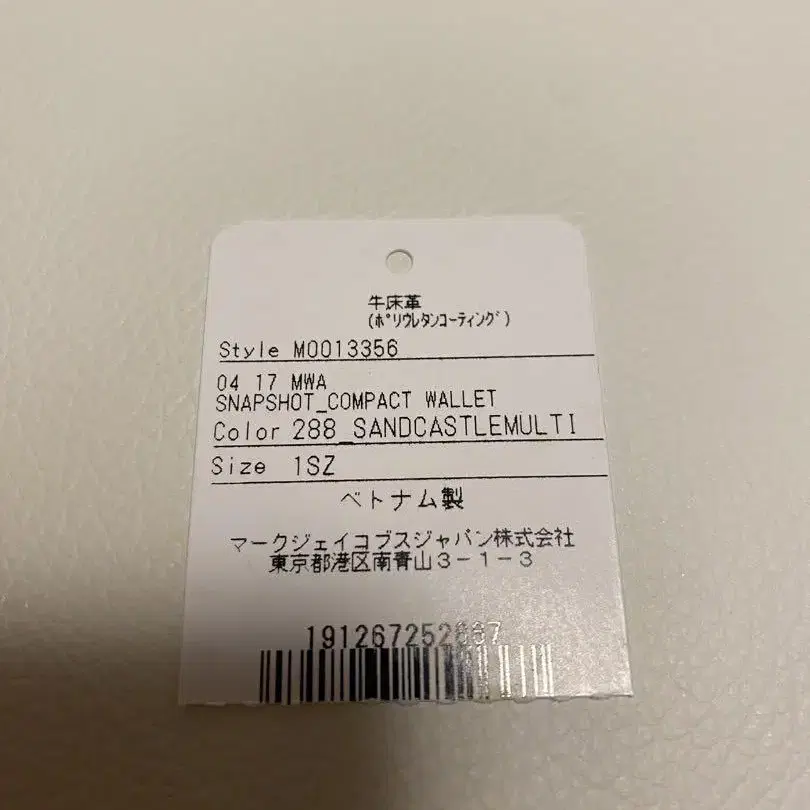 牛床革
(ﾎﾟﾘｳﾚﾀﾝｺｰﾃｨﾝｸﾞ)
Style M0013356
04 17 MWA
SNAPSHOT_COMPACT WALLET
Color 288_SANDCASTLEMULTI
Size 1SZ
ベトナム製
マークジェイコブスジャパン株式会社
東京都港区南青山3-1-3
191267252667